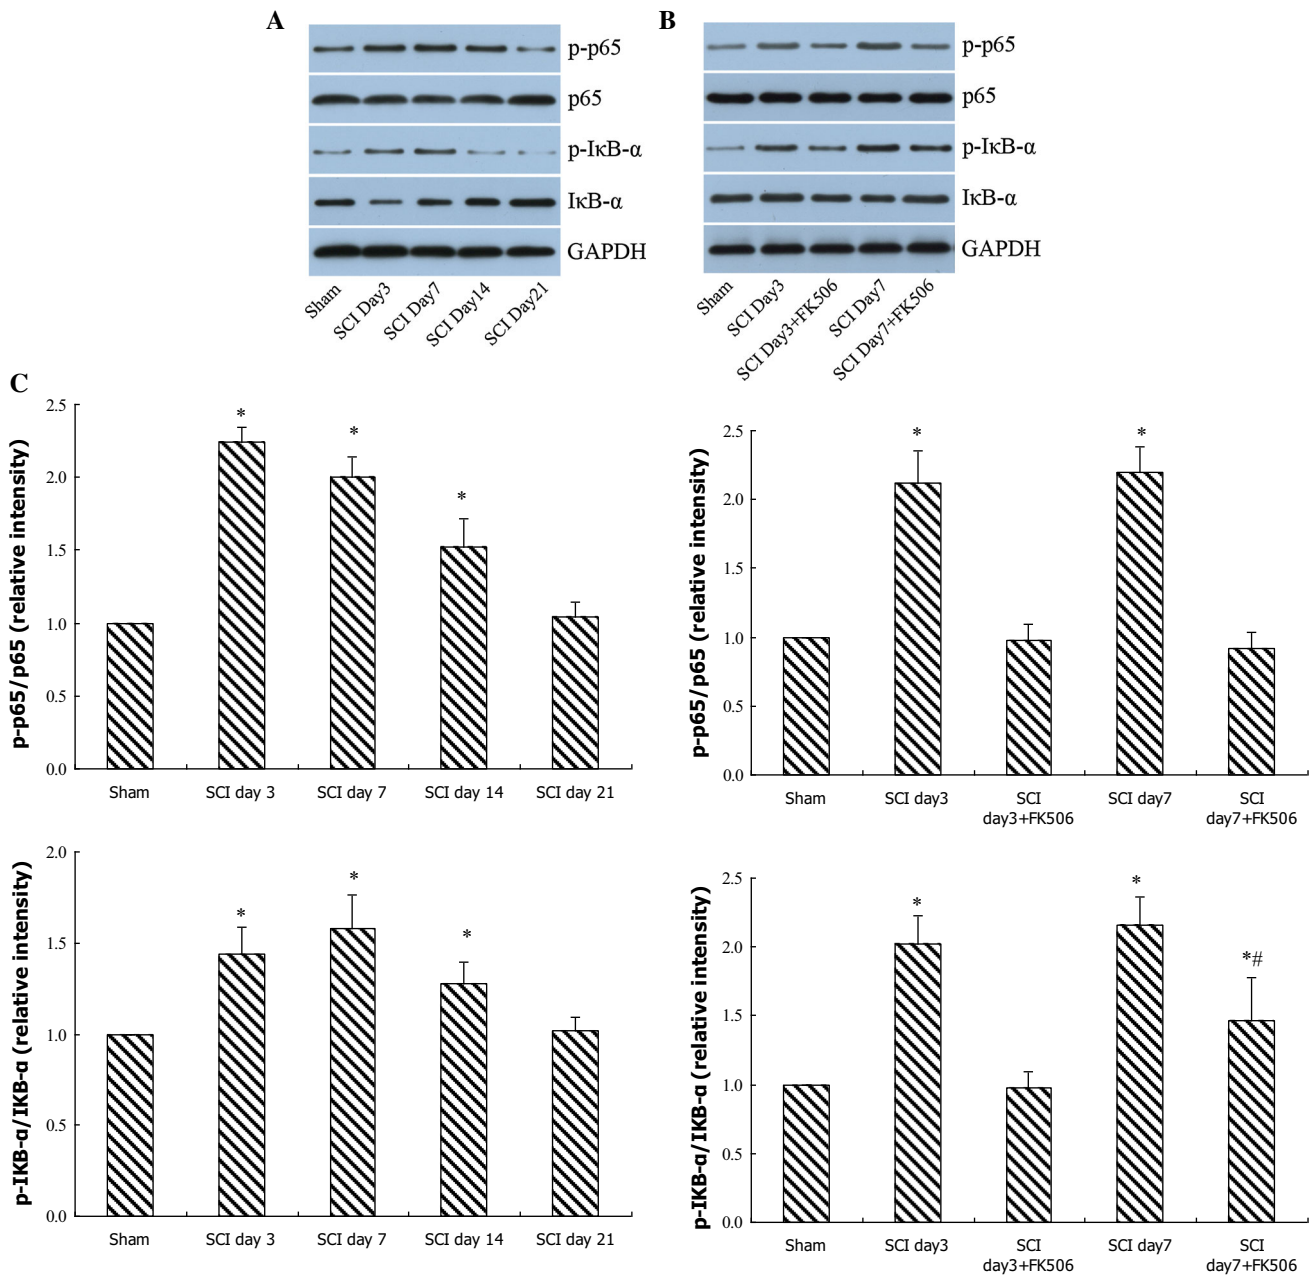 A
p-p65
p65
p-IκB-α
IκB-α
GAPDH
Sham
SCI Day3
SCI Day7
SCI Day14
SCI Day21
B
p-p65
p65
p-IκB-α
IκB-α
GAPDH
Sham
SCI Day3
SCI Day3+FK506
SCI Day7
SCI Day7+FK506
C
p-p65/p65 (relative intensity)
2.5
2.0
1.5
1.0
0.5
0.0
*
*
*
Sham
SCI day 3
SCI day 7
SCI day 14
SCI day 21
p-p65/p65 (relative intensity)
2.5
2.0
1.5
1.0
0.5
0.0
*
*
Sham
SCI day3
SCI
day3+FK506
SCI day7
SCI
day7+FK506
p-IKB-α/IKB-α (relative intensity)
2.0
1.5
1.0
0.5
0.0
*
*
*
Sham
SCI day 3
SCI day 7
SCI day 14
SCI day 21
p-IKB-α/IKB-α (relative intensity)
2.5
2.0
1.5
1.0
0.5
0.0
*
*
*#
Sham
SCI day3
SCI
day3+FK506
SCI day7
SCI
day7+FK506